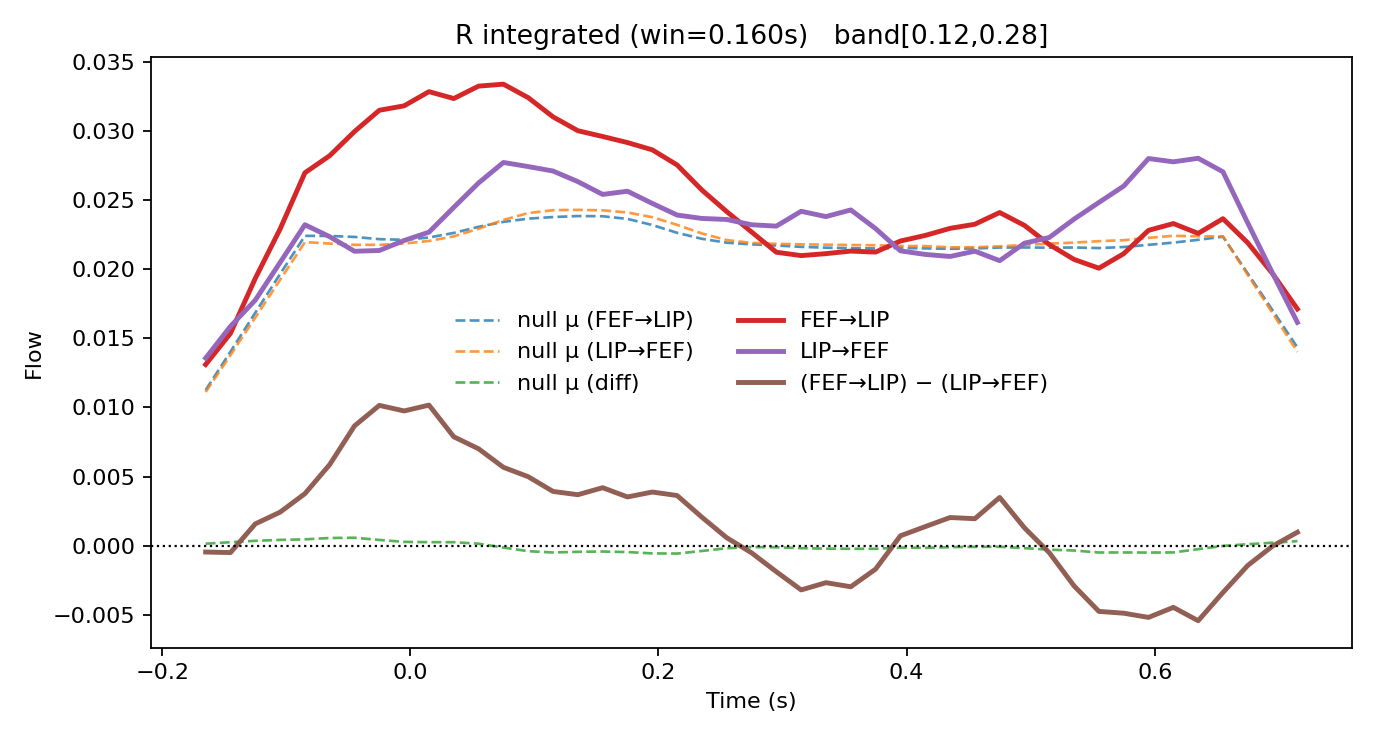 R integrated (win=0.160s)   band[0.12,0.28]
0.035
0.030
0.025
0.020
0.015
0.010
0.005
0.000
−0.005
Flow
null μ (FEF→LIP)
null μ (LIP→FEF)
null μ (diff)
FEF→LIP
LIP→FEF
(FEF→LIP) − (LIP→FEF)
−0.2 0.0 0.2 0.4 0.6
Time (s)